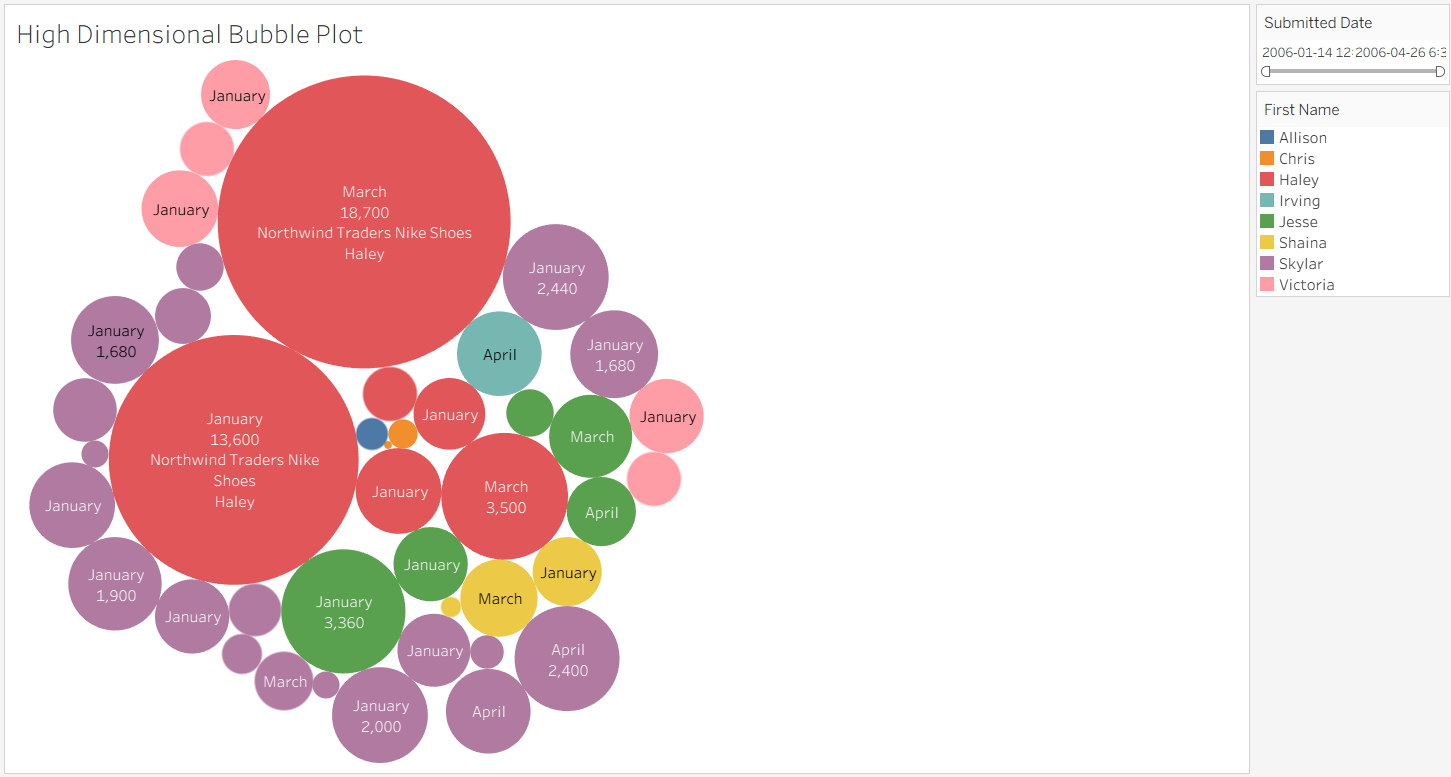 High Dimensional Bubble Plot
January
January
March
18,700
Northwind Traders Nike Shoes
Haley
January
2,440
January
1,680
April
January
1,680
January
13,600
Northwind Traders Nike
Shoes
Haley
January
January
March
January
March
3,500
January
April
January
January
1,900
January
January
3,360
January
March
January
January
April
2,400
March
January
2,000
April
Submitted Date
2006-01-14 12:2006-04-26 6:3
First Name
Allison
Chris
Haley
Irving
Jesse
Shaina
Skylar
Victoria